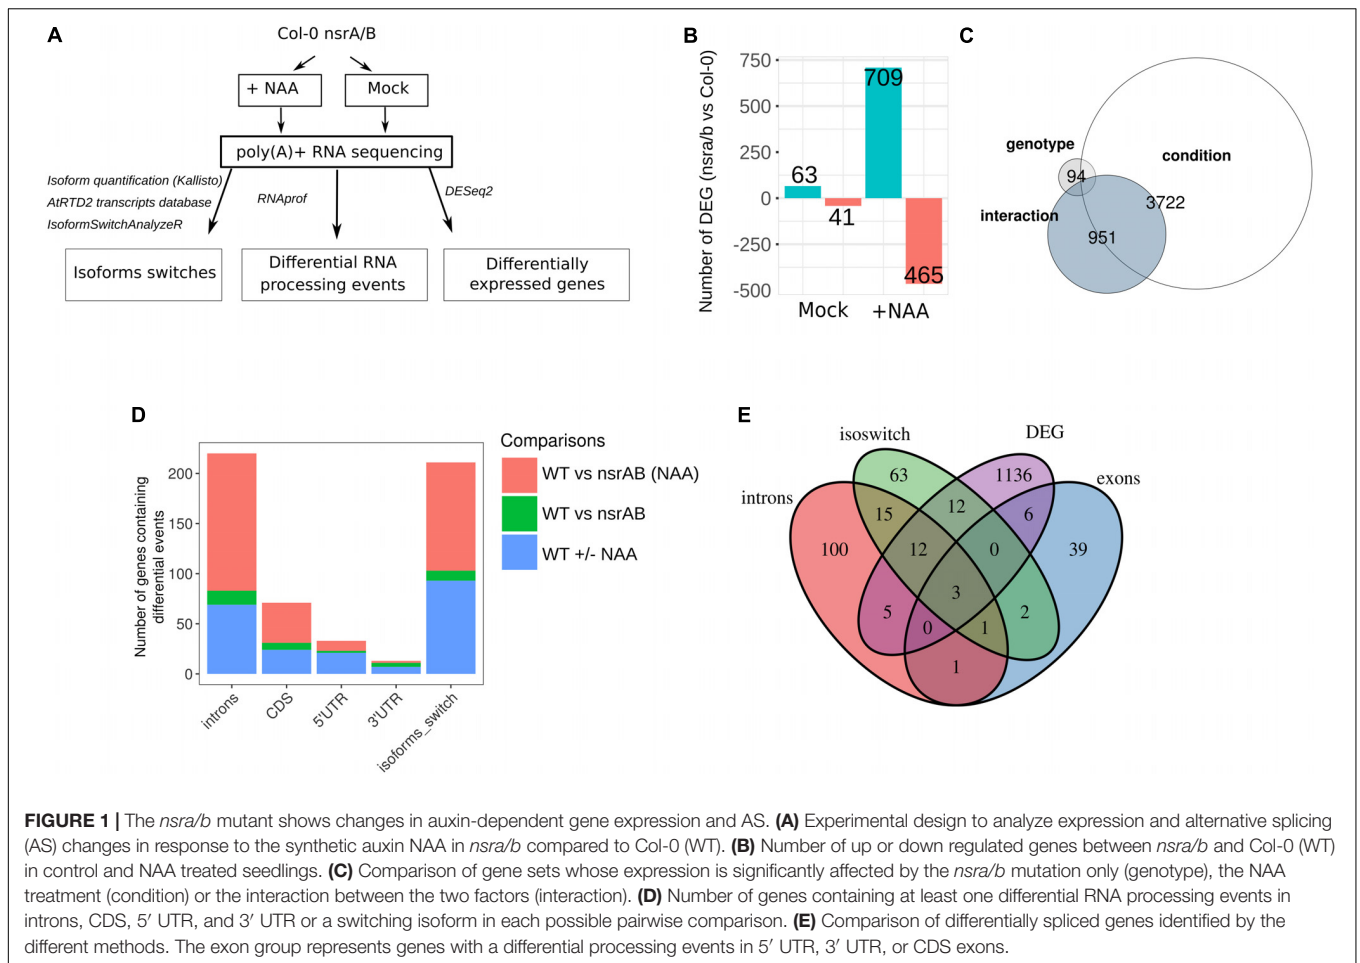 A
Col-0 nsrA/B
+ NAA
Mock
poly(A)+ RNA sequencing
Isoform quantification (Kallisto)
AtRTD2 transcripts database
IsoformSwitchAnalyzeR
RNAprof
DESeq2
Isoforms switches
Differential RNA
processing events
Differentially
expressed genes
B
Number of DEG (nsra/b vs Col-0)
750
500
250
0
-250
-500
63
41
709
465
Mock
+NAA
C
genotype
94
condition
3722
interaction
951
D
Number of genes containing
differential events
200
150
100
50
0
introns
CDS
5'UTR
3'UTR
isoforms_switch
Comparisons
WT vs nsrAB (NAA)
WT vs nsrAB
WT +/- NAA
E
isoswitch
DEG
introns
exons
63
1136
15
12
6
100
12
0
39
3
5
0
1
2
1
FIGURE 1 | The nsra/b mutant shows changes in auxin-dependent gene expression and AS. (A) Experimental design to analyze expression and alternative splicing
(AS) changes in response to the synthetic auxin NAA in nsra/b compared to Col-0 (WT). (B) Number of up or down regulated genes between nsra/b and Col-0 (WT)
in control and NAA treated seedlings. (C) Comparison of gene sets whose expression is significantly affected by the nsra/b mutation only (genotype), the NAA
treatment (condition) or the interaction between the two factors (interaction). (D) Number of genes containing at least one differential RNA processing events in
introns, CDS, 5′ UTR, and 3′ UTR or a switching isoform in each possible pairwise comparison. (E) Comparison of differentially spliced genes identified by the
different methods. The exon group represents genes with a differential processing events in 5′ UTR, 3′ UTR, or CDS exons.